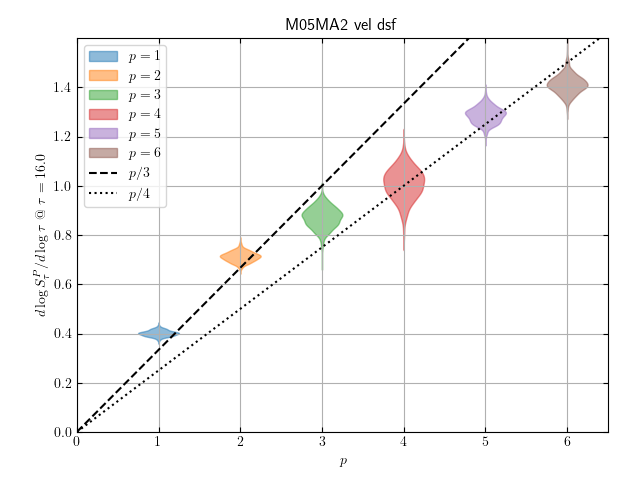 M05MA2 vel dsf
p = 1
p = 2
p = 3
p = 4
p = 5
p = 6
p/3
p/4
d log S_τ^P / d log τ @ τ = 16.0
1.4
1.2
1.0
0.8
0.6
0.4
0.2
0.0
0 1 2 3 4 5 6
p